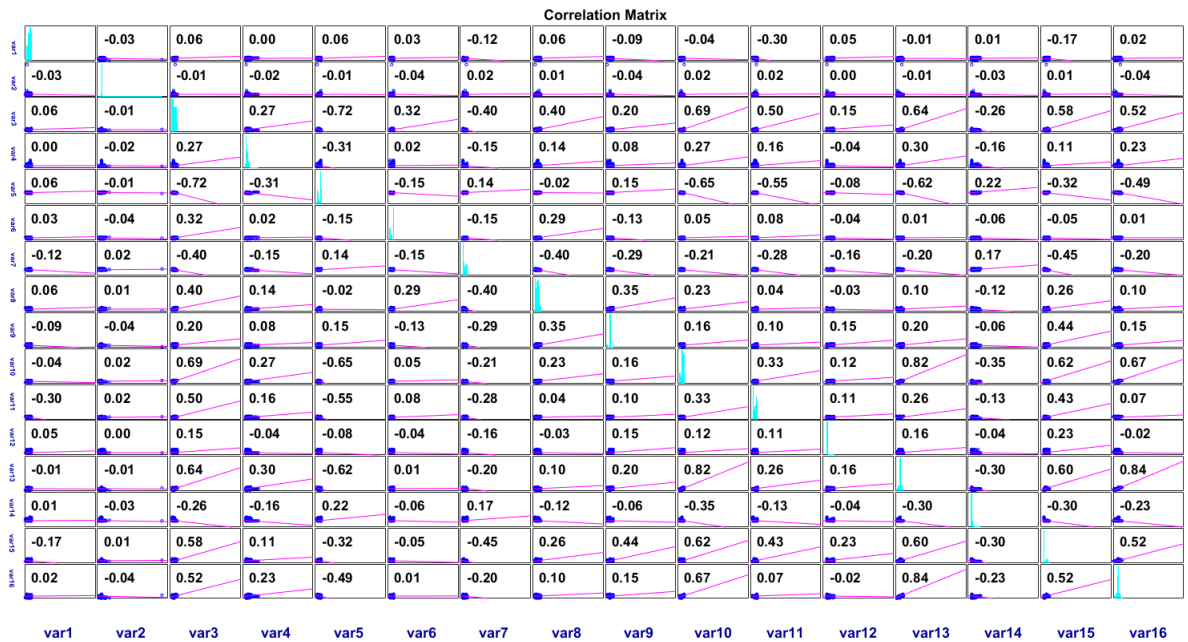 Correlation Matrix
var1 -0.03 0.06 0.00 0.06 0.03 -0.12 0.06 -0.09 -0.04 -0.30 0.05 -0.01 0.01 -0.17 0.02
var2 -0.03 -0.01 -0.02 -0.01 -0.04 0.02 0.01 -0.04 0.02 0.02 0.00 -0.01 -0.03 0.01 -0.04
var3 0.06 -0.01 0.27 -0.72 0.32 -0.40 0.40 0.20 0.69 0.50 0.15 0.64 -0.26 0.58 0.52
var4 0.00 -0.02 0.27 -0.31 0.02 -0.15 0.14 0.08 0.27 0.16 -0.04 0.30 -0.16 0.11 0.23
var5 0.06 -0.01 -0.72 -0.31 -0.15 0.14 -0.02 0.15 -0.65 -0.55 -0.08 -0.62 0.22 -0.32 -0.49
var6 0.03 -0.04 0.32 0.02 -0.15 -0.15 0.29 -0.13 0.05 0.08 -0.04 0.01 -0.06 -0.05 0.01
var7 -0.12 0.02 -0.40 -0.15 0.14 -0.15 -0.40 -0.29 -0.21 -0.28 -0.16 -0.20 0.17 -0.45 -0.20
var8 0.06 0.01 0.40 0.14 -0.02 0.29 -0.40 0.35 0.23 0.04 -0.03 0.10 -0.12 0.26 0.10
var9 -0.09 -0.04 0.20 0.08 0.15 -0.13 -0.29 0.35 0.16 0.10 0.15 0.20 -0.06 0.44 0.15
var10 -0.04 0.02 0.69 0.27 -0.65 0.05 -0.21 0.23 0.16 0.33 0.12 0.82 -0.35 0.62 0.67
var11 -0.30 0.02 0.50 0.16 -0.55 0.08 -0.28 0.04 0.10 0.33 0.11 0.26 -0.13 0.43 0.07
var12 0.05 0.00 0.15 -0.04 -0.08 -0.04 -0.16 -0.03 0.15 0.12 0.11 0.16 -0.04 0.23 -0.02
var13 -0.01 -0.01 0.64 0.30 -0.62 0.01 -0.20 0.10 0.20 0.82 0.26 0.16 -0.30 0.60 0.84
var14 0.01 -0.03 -0.26 -0.16 0.22 -0.06 0.17 -0.12 -0.06 -0.35 -0.13 -0.04 -0.30 -0.30 -0.23
var15 -0.17 0.01 0.58 0.11 -0.32 -0.05 -0.45 0.26 0.44 0.62 0.43 0.23 0.60 -0.30 0.52
var16 0.02 -0.04 0.52 0.23 -0.49 0.01 -0.20 0.10 0.15 0.67 0.07 -0.02 0.84 -0.23 0.52
var1 var2 var3 var4 var5 var6 var7 var8 var9 var10 var11 var12 var13 var14 var15 var16